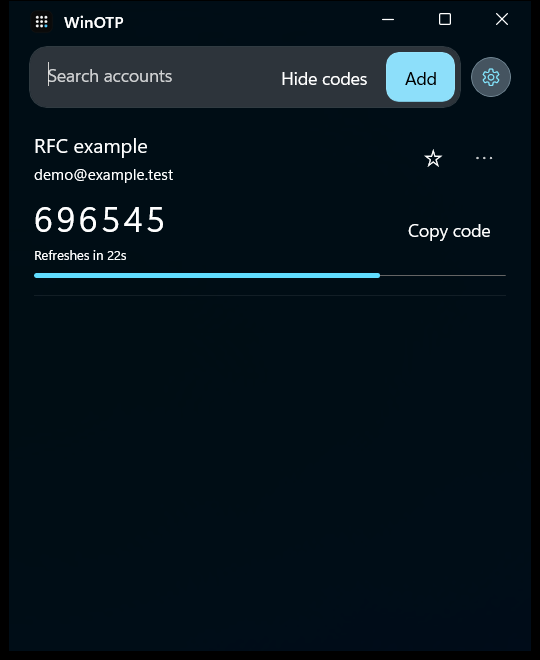 WinOTP
Search accounts
Hide codes
Add
RFC example
demo@example.test
696545
Copy code
Refreshes in 22s